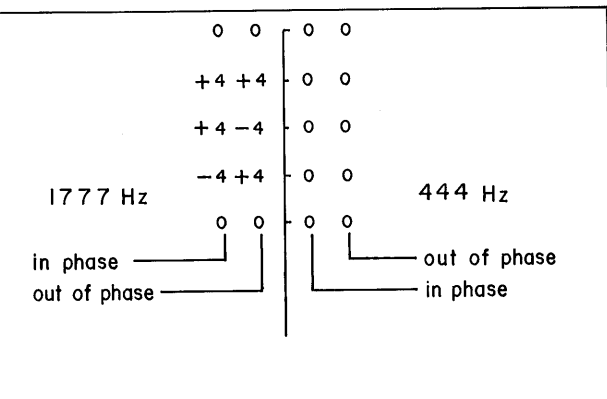 0 0 0 0
+4 +4 0 0
+4 -4 0 0
-4 +4 0 0
1777 Hz 444 Hz
0 0 0 0
in phase out of phase
out of phase in phase